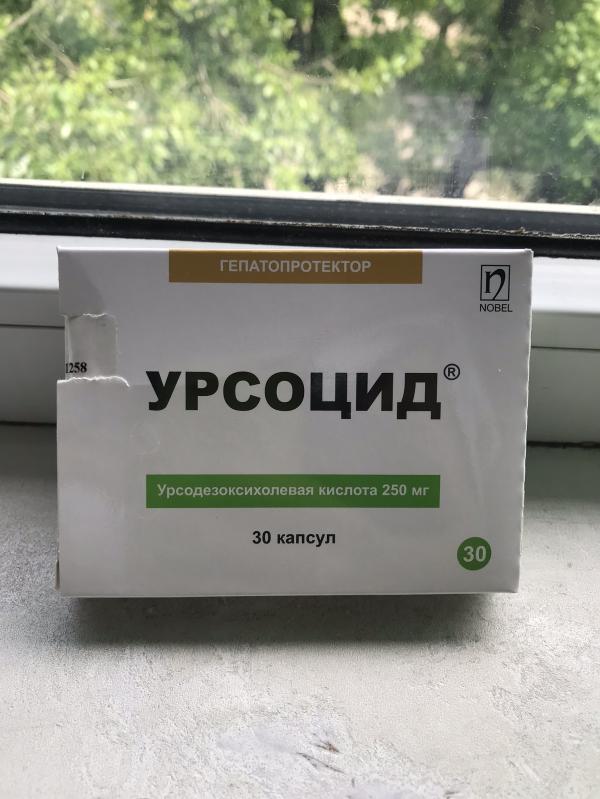 ГЕПАТОПРОТЕКТОР
n
NOBEL
1258
УРСОЦИД®
Урсодезоксихолевая кислота 250 мг
30 капсул
30